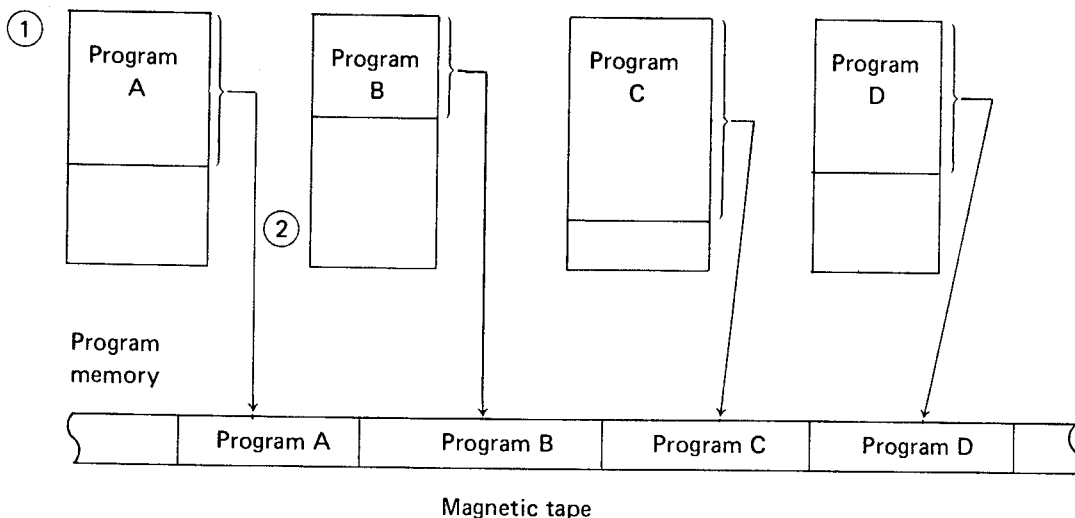 ①
Program
A
Program
B
Program
C
Program
D
②
Program
memory
Program A
Program B
Program C
Program D
Magnetic tape